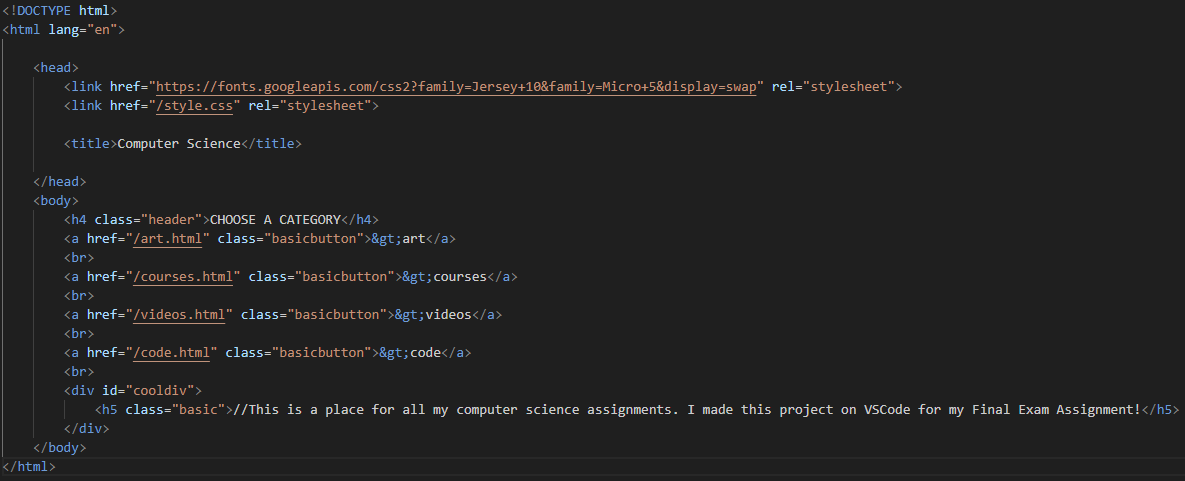 <!DOCTYPE html>
<html lang="en">
<head>
<link href="https://fonts.googleapis.com/css2?family=Jersey+10&family=Micro+5&display=swap" rel="stylesheet">
<link href="/style.css" rel="stylesheet">
<title>Computer Science</title>
</head>
<body>
<h4 class="header">CHOOSE A CATEGORY</h4>
<a href="/art.html" class="basicbutton">&gt;art</a>
<br>
<a href="/courses.html" class="basicbutton">&gt;courses</a>
<br>
<a href="/videos.html" class="basicbutton">&gt;videos</a>
<br>
<a href="/code.html" class="basicbutton">&gt;code</a>
<br>
<div id="cooldiv">
<h5 class="basic">//This is a place for all my computer science assignments. I made this project on VSCode for my Final Exam Assignment!</h5>
</div>
</body>
</html>